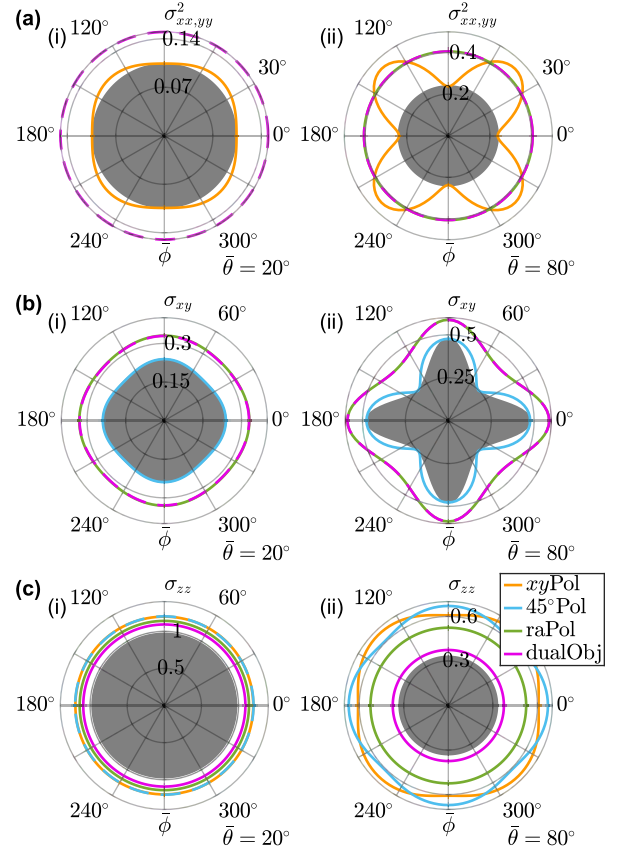 (a)
(i)
σ²xx,yy
0.14
0.07
30°
0°
180°
240°
300°
ϕ̄
θ̄ = 20°
(ii)
σ²xx,yy
0.4
0.2
30°
0°
180°
240°
300°
ϕ̄
θ̄ = 80°
(b)
(i)
120°
σxy
60°
0.3
0.15
180°
0°
240°
300°
ϕ̄
θ̄ = 20°
(ii)
120°
σxy
60°
0.5
0.25
180°
0°
240°
300°
ϕ̄
θ̄ = 80°
(c)
(i)
120°
σzz
60°
1
0.5
180°
0°
240°
300°
ϕ̄
θ̄ = 20°
(ii)
120°
σzz
0.6
0.3
180°
0°
240°
300°
ϕ̄
θ̄ = 80°
xyPol
45°Pol
raPol
dualObj